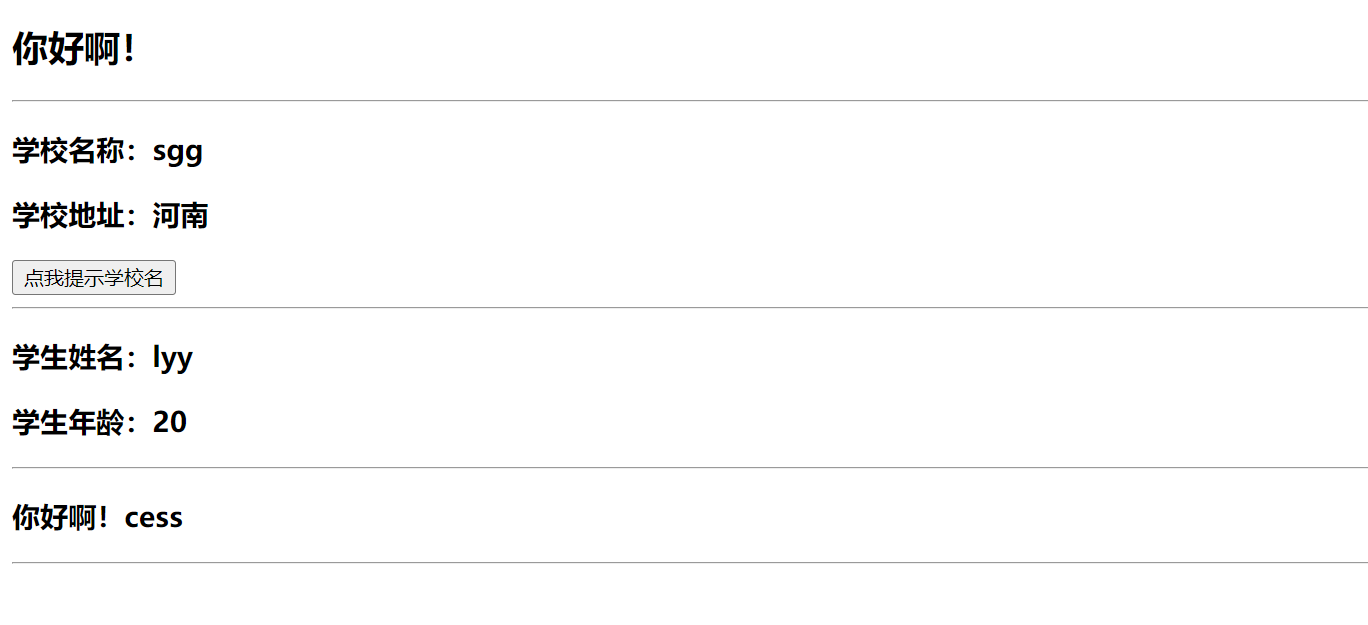 你好啊！
学校名称：sgg
学校地址：河南
点我提示学校名
学生姓名：lyy
学生年龄：20
你好啊！cess